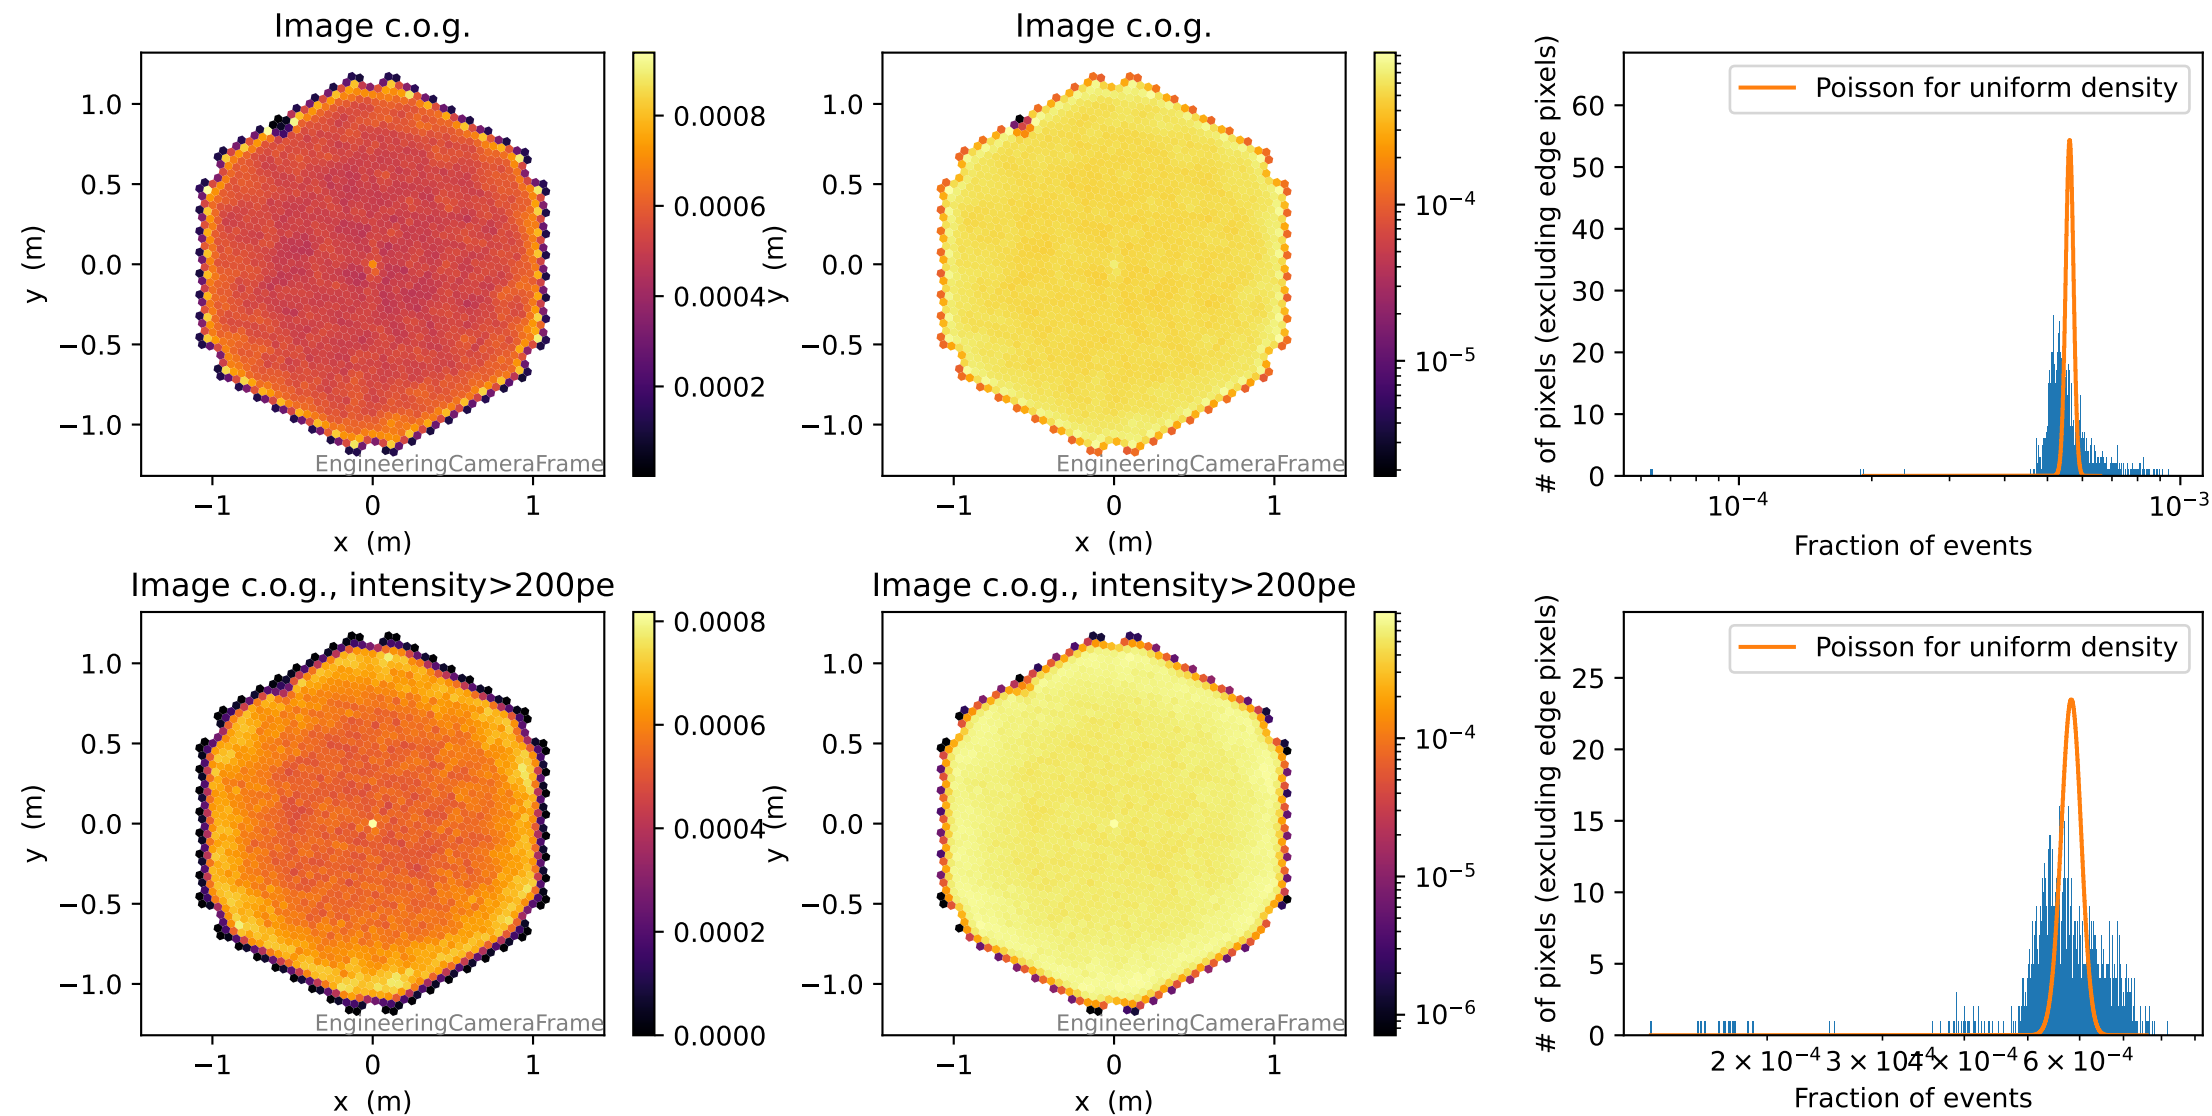 Image c.o.g.
1.0
0.5
0.0
−0.5
−1.0
y (m)
−1
0
1
x (m)
EngineeringCameraFrame
0.0008
0.0006
0.0004
0.0002
Image c.o.g.
1.0
0.5
0.0
−0.5
−1.0
y (m)
−1
0
1
x (m)
EngineeringCameraFrame
10⁻⁴
10⁻⁵
# of pixels (excluding edge pixels)
60
50
40
30
20
10
0
Poisson for uniform density
10⁻⁴
10⁻³
Fraction of events
Image c.o.g., intensity>200pe
1.0
0.5
0.0
−0.5
−1.0
y (m)
−1
0
1
x (m)
EngineeringCameraFrame
0.0008
0.0006
0.0004
0.0002
0.0000
Image c.o.g., intensity>200pe
1.0
0.5
0.0
−0.5
−1.0
y (m)
−1
0
1
x (m)
EngineeringCameraFrame
10⁻⁴
10⁻⁵
10⁻⁶
# of pixels (excluding edge pixels)
25
20
15
10
5
0
Poisson for uniform density
2 × 10⁻⁴
3 × 10⁻⁴
4 × 10⁻⁴
6 × 10⁻⁴
Fraction of events